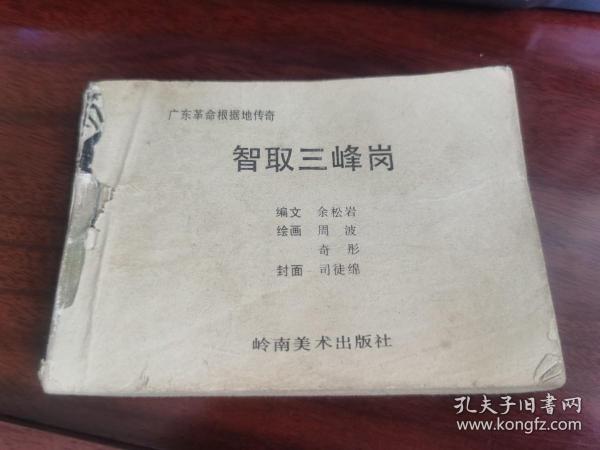 广东革命根据地传奇
智取三峰岗
编文 余松岩
绘画 周波
奇彤
封面 司徒绵
岭南美术出版社
孔夫子旧书网
www.kongfz.com